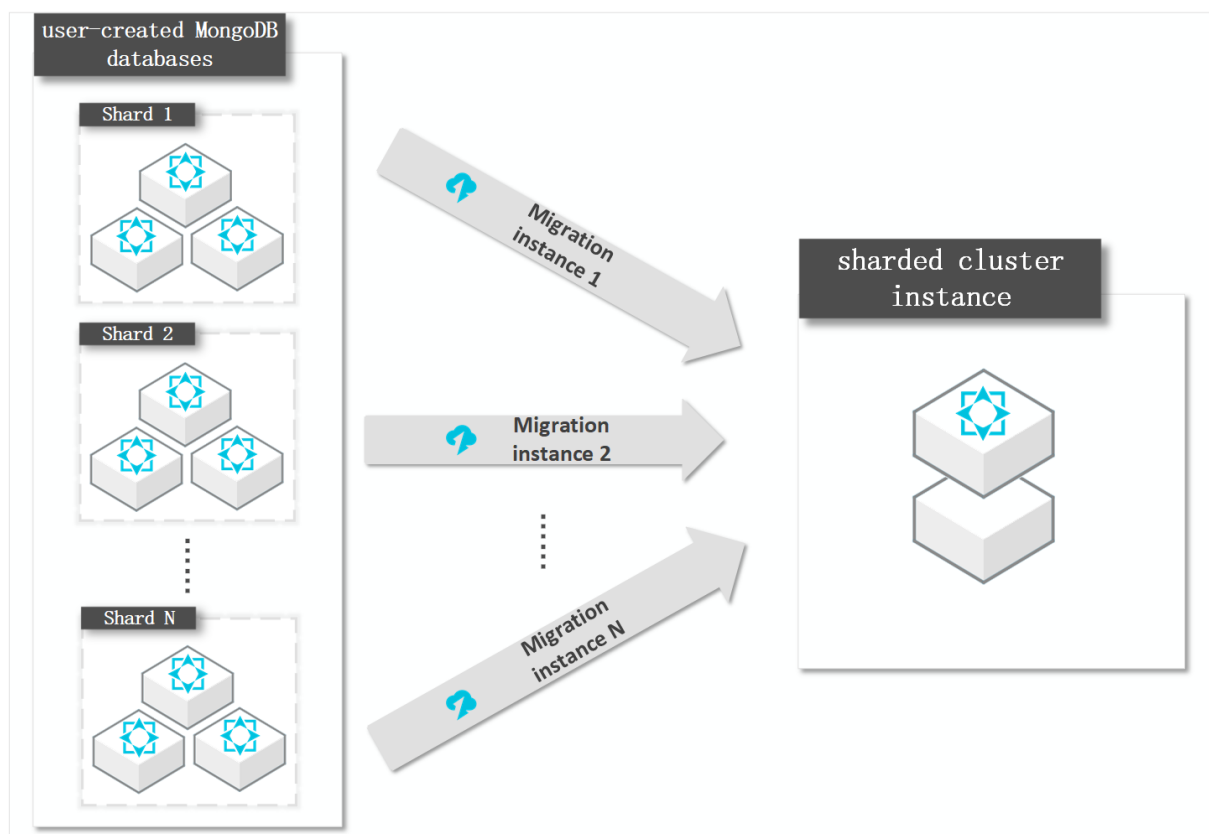 user-created MongoDB
databases
Shard 1
Shard 2
Shard N
Migration
instance 1
Migration
instance 2
Migration
instance N
sharded cluster
instance